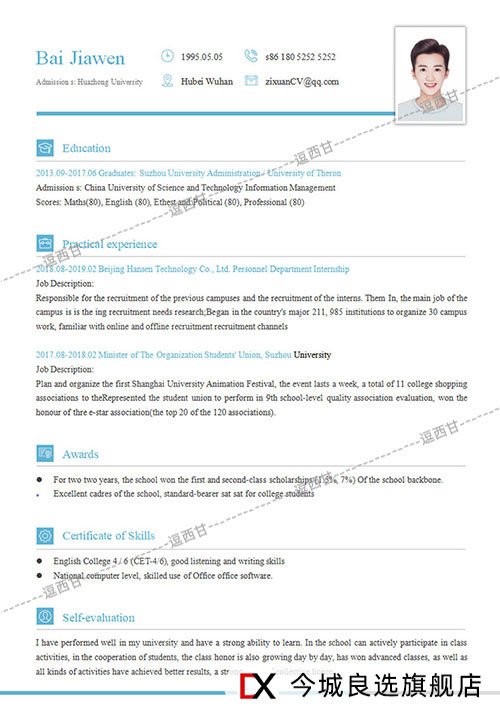 Bai Jiawen
1995.05.05
s86 180 5252 5252
Admission s: Huazhong University
Hubei Wuhan
zixuanCV@qq.com
Education
2013.09-2017.06 Graduates: Suzhou University Administration / University of Theron
Admission s: China University of Science and Technology Information Management
Scores: Maths(80), English (80), Ethest and Political (80), Professional (80)
逗西甘
逗西甘
逗西甘
Practical experience
2018.08-2019.02 Beijing Hansen Technology Co., Ltd. Personnel Department Internship
Job Description:
Responsible for the recruitment of the previous campuses and the recruitment of the interns. Them In, the main job of the
campus is is the ing recruitment needs research;Began in the country's major 211, 985 institutions to organize 30 campus
work, familiar with online and offline recruitment recruitment channels
2017.08-2018.02 Minister of The Organization Students' Union, Suzhou University
Job Description:
Plan and organize the first Shanghai University Animation Festival, the event lasts a week, a total of 11 college shopping
associations to theRepresented the student union to perform in 9th school-level quality association evaluation, won the
honour of thre e-star association(the top 20 of the 120 associations).
逗西甘
Awards
For two two years, the school won the first and second-class scholarships (1.5%, 7%) Of the school backbone.
Excellent cadres of the school, standard-bearer sat sat for college students
逗西甘
Certificate of Skills
English College 4 / 6 (CET-4/6), good listening and writing skills
National computer level, skilled use of Office office software.
逗西甘
Self-evaluation
I have performed well in my university and have a strong ability to learn. In the school can actively participate in class
activities, in the cooperation of students, the class honor is also growing day by day, has won advanced classes, as well as
all kinds of activities have achieved better results, a
DX 今城良选旗舰店